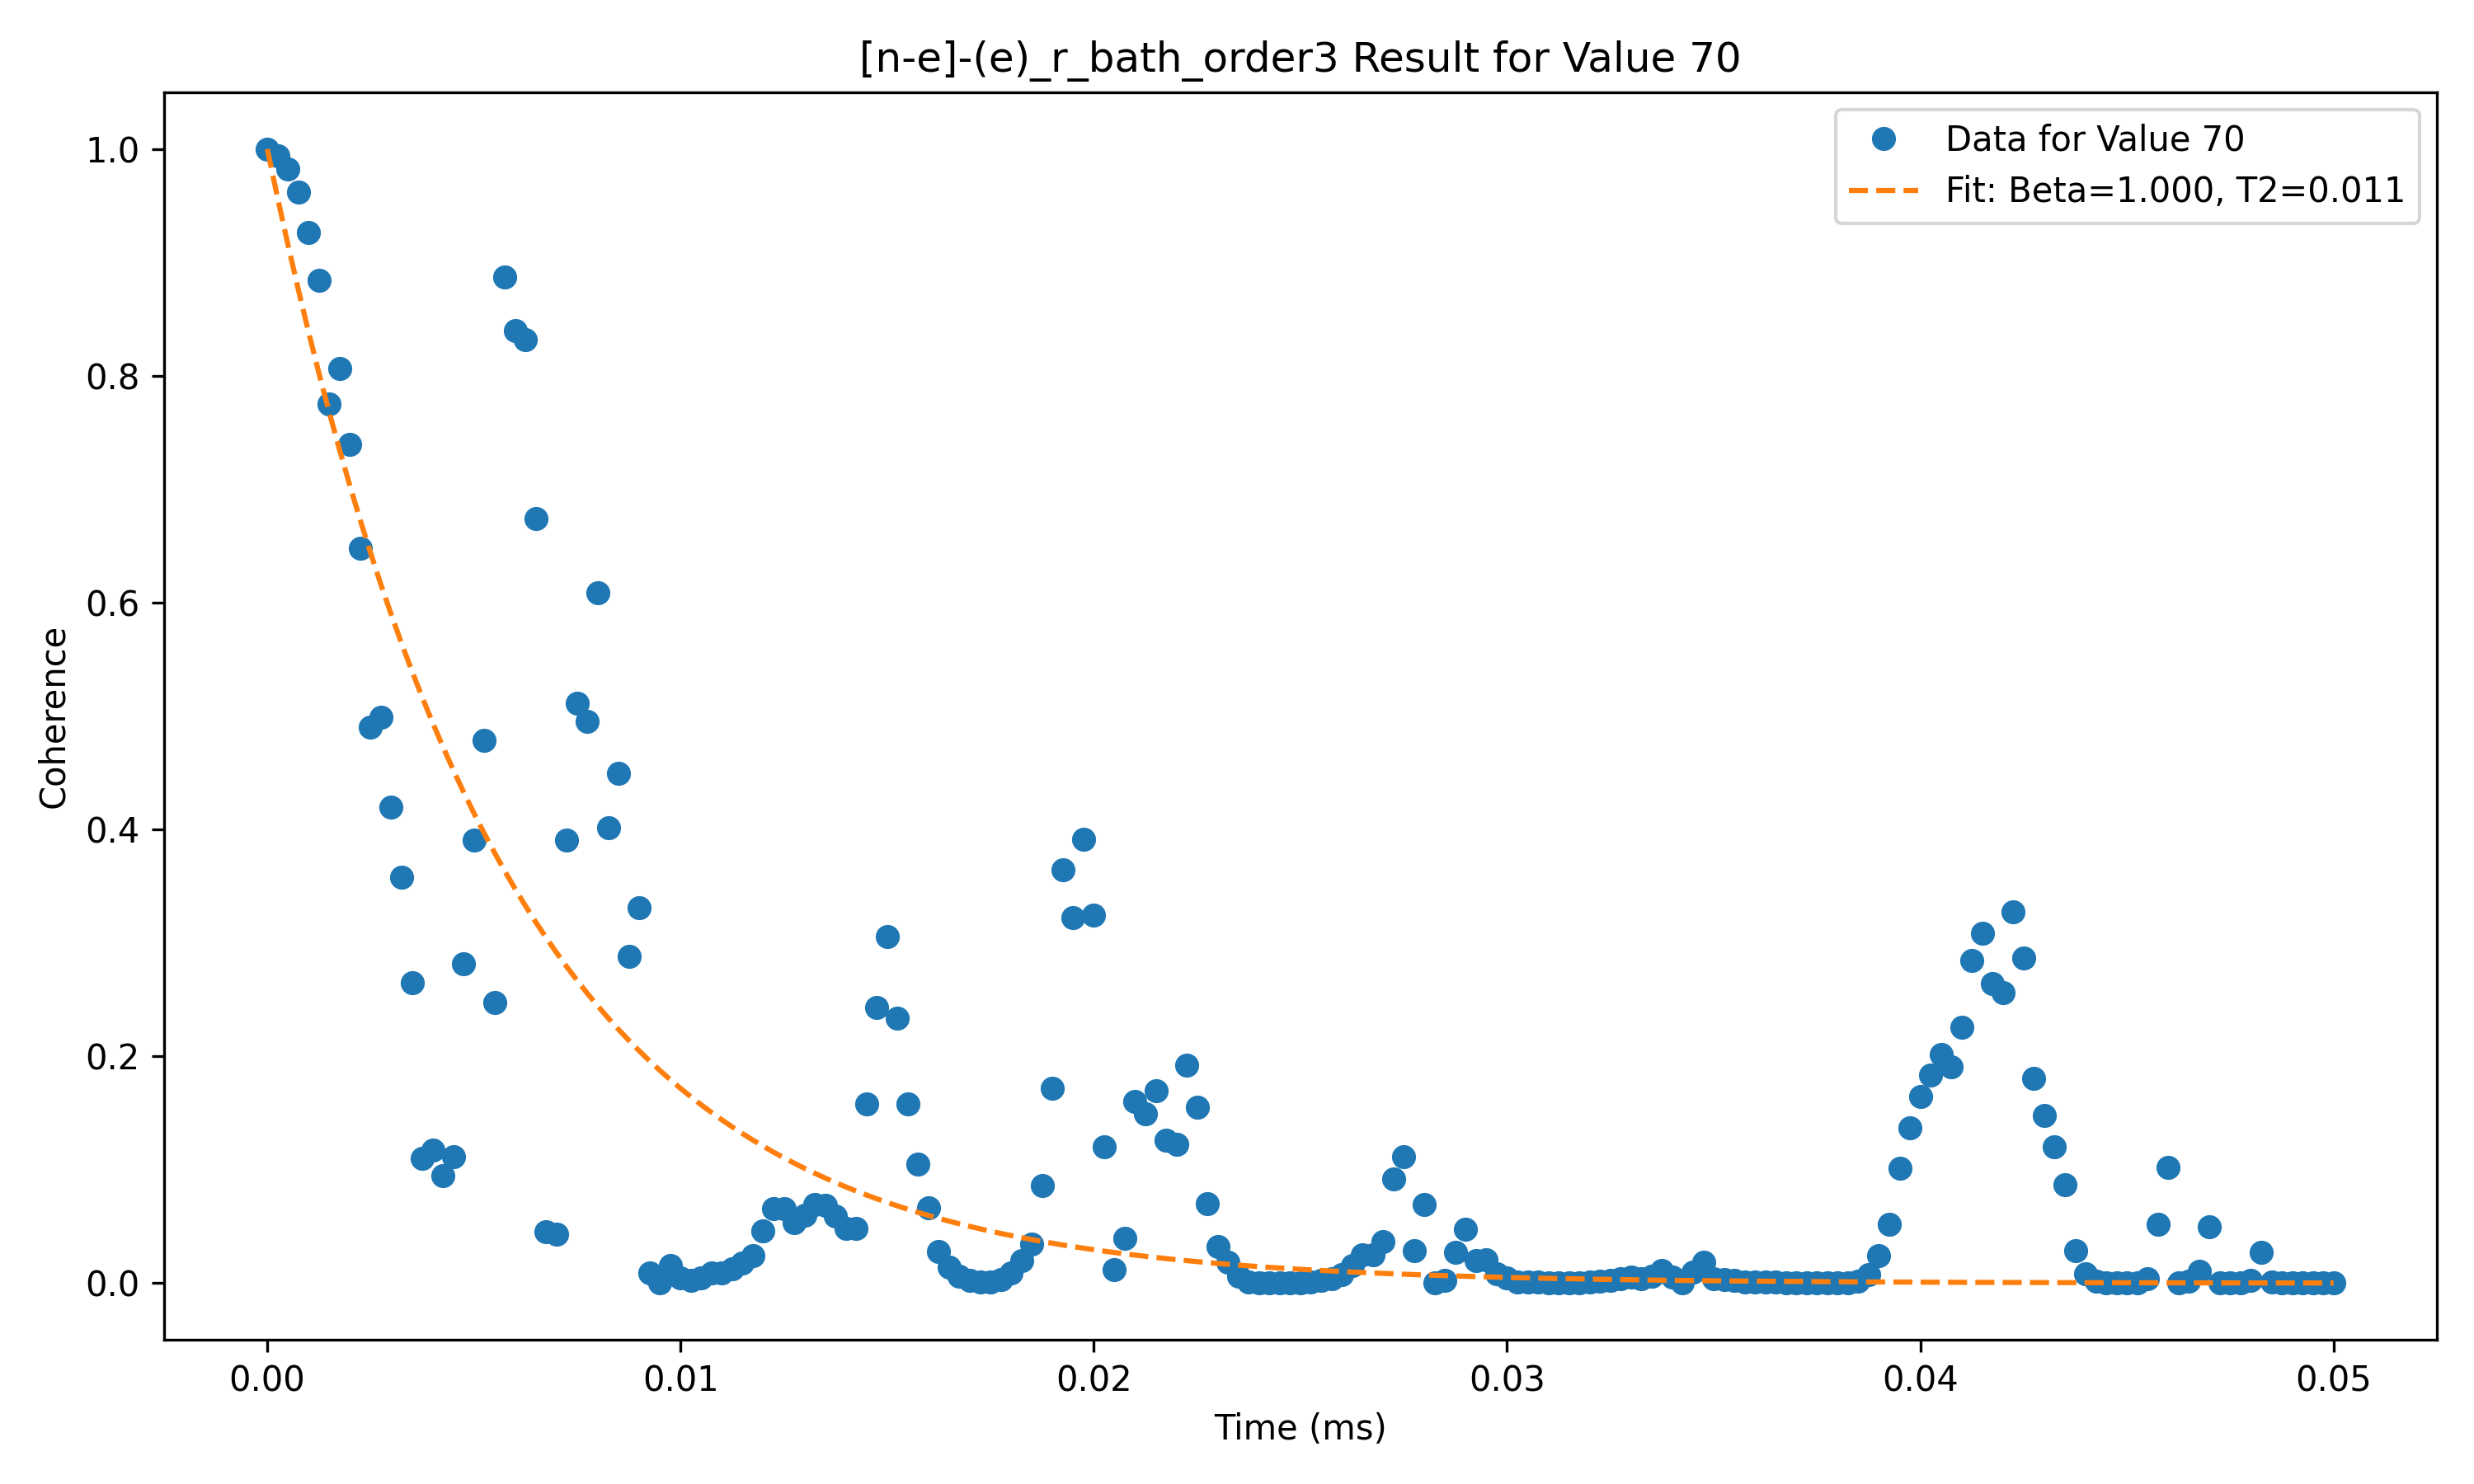 [n-e]-(e)_r_bath_order3 Result for Value 70
Data for Value 70
Fit: Beta=1.000, T2=0.011
Coherence
1.0
0.8
0.6
0.4
0.2
0.0
0.00 0.01 0.02 0.03 0.04 0.05
Time (ms)